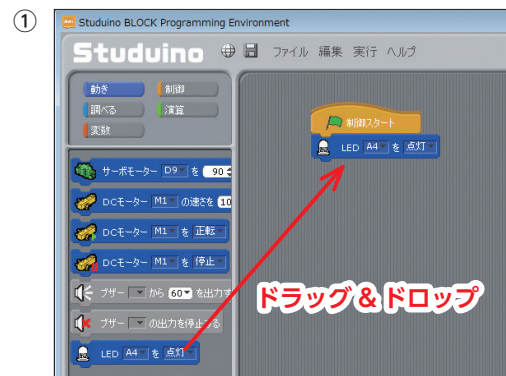 ①
Studuino BLOCK Programming Environment
Studuino ファイル 編集 実行 ヘルプ
動き 制御
調べる 演算
変数
制御スタート
LED A4 を 点灯
サーボモーター D9 を 90
DCモーター M1 の速さを 10
DCモーター M1 を 正転
DCモーター M1 を 停止
ブザー から 60 を出力す
ブザー の出力を停止する
LED A4 を 点灯
ドラッグ&ドロップ